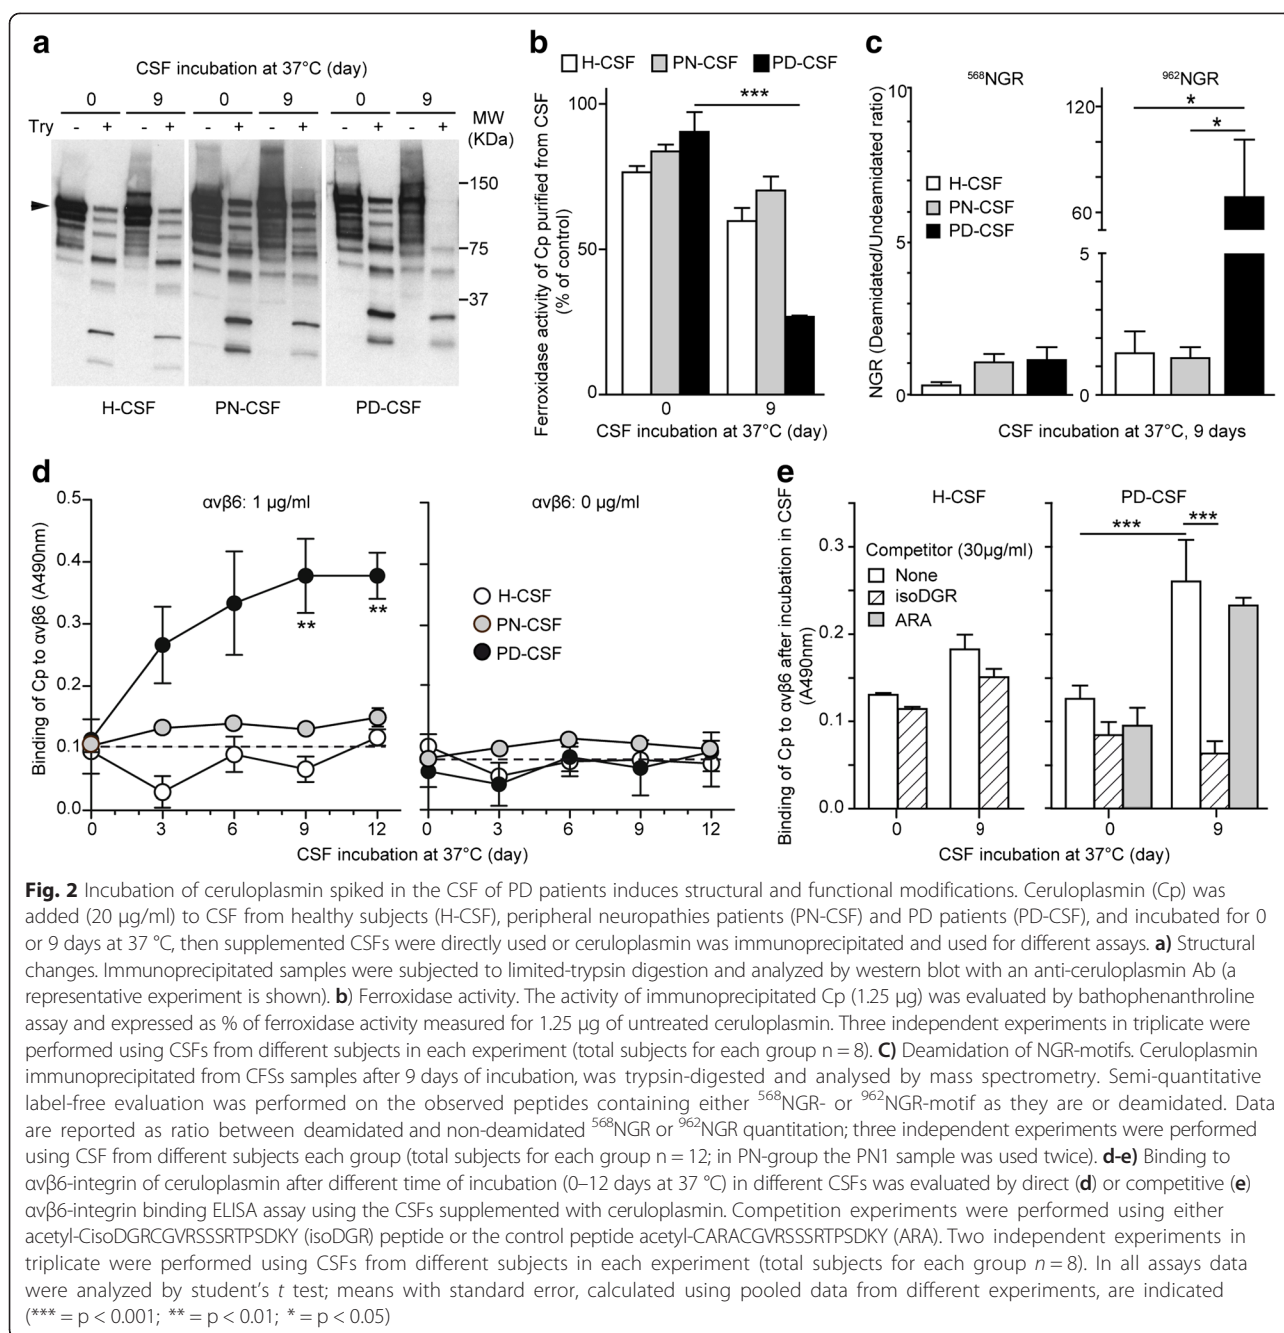 a
CSF incubation at 37°C (day)
0 9 0 9 0 9
Try - + - + - + - + - + - +
MW
(KDa)
150
75
37
H-CSF PN-CSF PD-CSF
b
H-CSF PN-CSF PD-CSF
Ferroxidase activity of Cp purified from CSF
(% of control)
100
50
0
***
0 9
CSF incubation at 37°C (day)
c
NGR (Deamidated/Undeamidated ratio)
568NGR
10
5
0
H-CSF
PN-CSF
PD-CSF
962NGR
120
60
5
0
*
*
CSF incubation at 37°C, 9 days
d
Binding of Cp to αvβ6 (A490nm)
αvβ6: 1 µg/ml
0.5
0.4
0.3
0.2
0.1
0.0
**
**
0 3 6 9 12
αvβ6: 0 µg/ml
H-CSF
PN-CSF
PD-CSF
0 3 6 9 12
CSF incubation at 37°C (day)
e
Binding of Cp to αvβ6 after incubation in CSF
(A490nm)
H-CSF
0.3
0.2
0.1
0.0
Competitor (30µg/ml)
None
isoDGR
ARA
0 9
PD-CSF
***
***
0 9
CSF incubation at 37°C (day)
Fig. 2 Incubation of ceruloplasmin spiked in the CSF of PD patients induces structural and functional modifications. Ceruloplasmin (Cp) was
added (20 µg/ml) to CSF from healthy subjects (H-CSF), peripheral neuropathies patients (PN-CSF) and PD patients (PD-CSF), and incubated for 0
or 9 days at 37 °C, then supplemented CSFs were directly used or ceruloplasmin was immunoprecipitated and used for different assays. a) Structural
changes. Immunoprecipitated samples were subjected to limited-trypsin digestion and analyzed by western blot with an anti-ceruloplasmin Ab (a
representative experiment is shown). b) Ferroxidase activity. The activity of immunoprecipitated Cp (1.25 µg) was evaluated by bathophenanthroline
assay and expressed as % of ferroxidase activity measured for 1.25 µg of untreated ceruloplasmin. Three independent experiments in triplicate were
performed using CSFs from different subjects in each experiment (total subjects for each group n = 8). C) Deamidation of NGR-motifs. Ceruloplasmin
immunoprecipitated from CFSs samples after 9 days of incubation, was trypsin-digested and analysed by mass spectrometry. Semi-quantitative
label-free evaluation was performed on the observed peptides containing either 568NGR- or 962NGR-motif as they are or deamidated. Data
are reported as ratio between deamidated and non-deamidated 568NGR or 962NGR quantitation; three independent experiments were performed
using CSF from different subjects each group (total subjects for each group n = 12; in PN-group the PN1 sample was used twice). d-e) Binding to
αvβ6-integrin of ceruloplasmin after different time of incubation (0–12 days at 37 °C) in different CSFs was evaluated by direct (d) or competitive (e)
αvβ6-integrin binding ELISA assay using the CSFs supplemented with ceruloplasmin. Competition experiments were performed using either
acetyl-CisoDGRCGVRSSSRTPSDKY (isoDGR) peptide or the control peptide acetyl-CARACGVRSSSRTPSDKY (ARA). Two independent experiments in
triplicate were performed using CSFs from different subjects in each experiment (total subjects for each group n = 8). In all assays data
were analyzed by student's t test; means with standard error, calculated using pooled data from different experiments, are indicated
(*** = p < 0.001; ** = p < 0.01; * = p < 0.05)